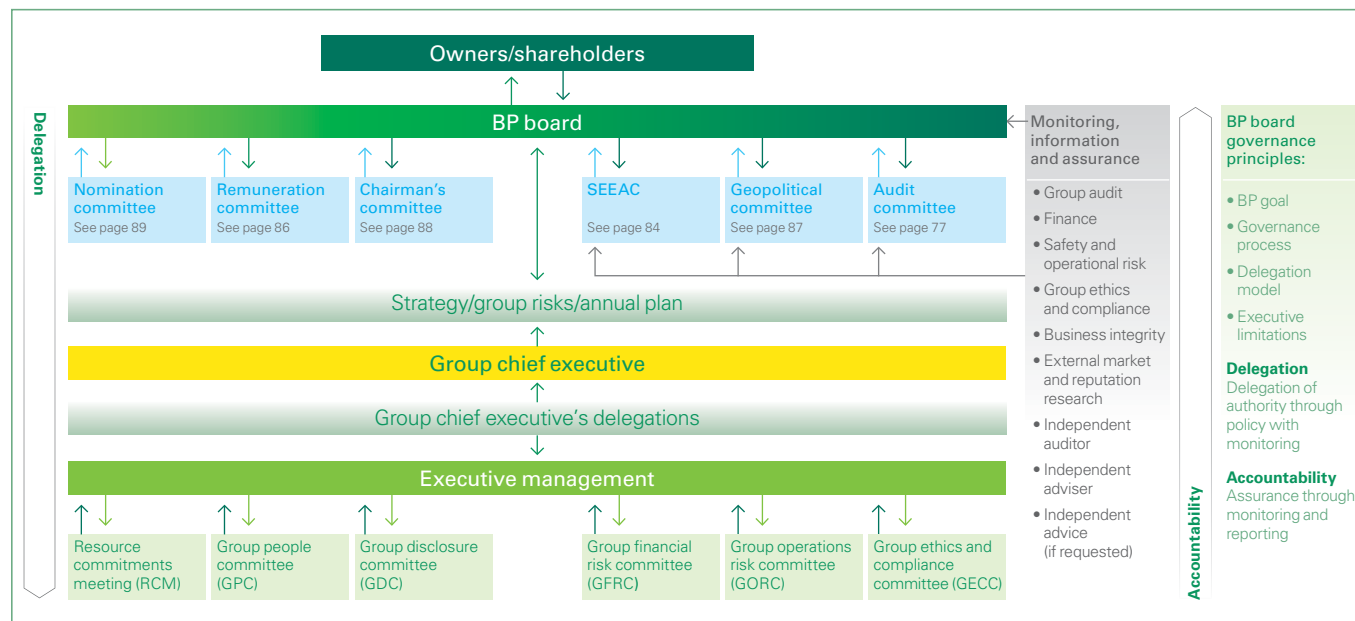 Owners/shareholders
Delegation
BP board
Nomination
committee
See page 89
Remuneration
committee
See page 86
Chairman's
committee
See page 88
SEEAC
See page 84
Geopolitical
committee
See page 87
Audit
committee
See page 77
Strategy/group risks/annual plan
Group chief executive
Group chief executive's delegations
Executive management
Resource
commitments
meeting (RCM)
Group people
committee
(GPC)
Group disclosure
committee
(GDC)
Group financial
risk committee
(GFRC)
Group operations
risk committee
(GORC)
Group ethics and
compliance
committee (GECC)
Monitoring,
information
and assurance
• Group audit
• Finance
• Safety and
operational risk
• Group ethics
and compliance
• Business integrity
• External market
and reputation
research
• Independent
auditor
• Independent
adviser
• Independent
advice
(if requested)
Accountability
BP board
governance
principles:
• BP goal
• Governance
process
• Delegation
model
• Executive
limitations
Delegation
Delegation of
authority through
policy with
monitoring
Accountability
Assurance through
monitoring and
reporting